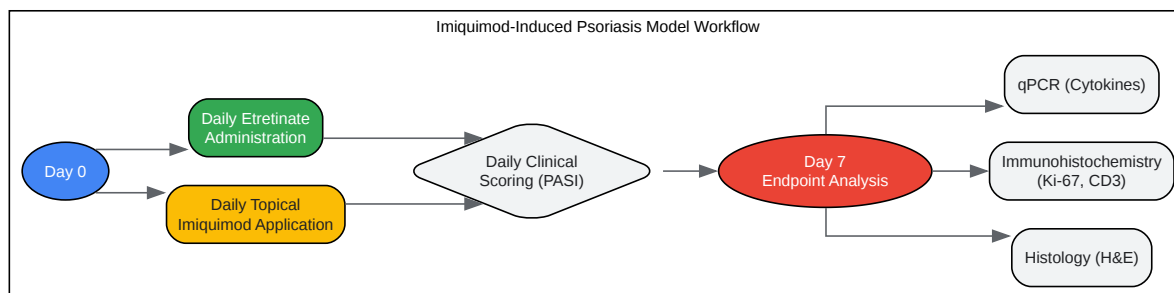 Imiquimod-Induced Psoriasis Model Workflow
Day 0
Daily Etretinate
Administration
Daily Topical
Imiquimod Application
Daily Clinical
Scoring (PASI)
Day 7
Endpoint Analysis
qPCR (Cytokines)
Immunohistochemistry
(Ki-67, CD3)
Histology (H&E)